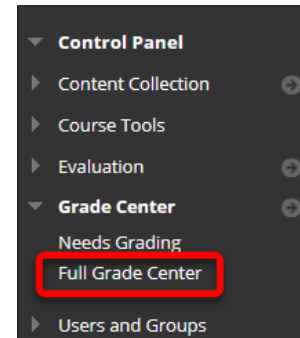 Control Panel
Content Collection
Course Tools
Evaluation
Grade Center
Needs Grading
Full Grade Center
Users and Groups